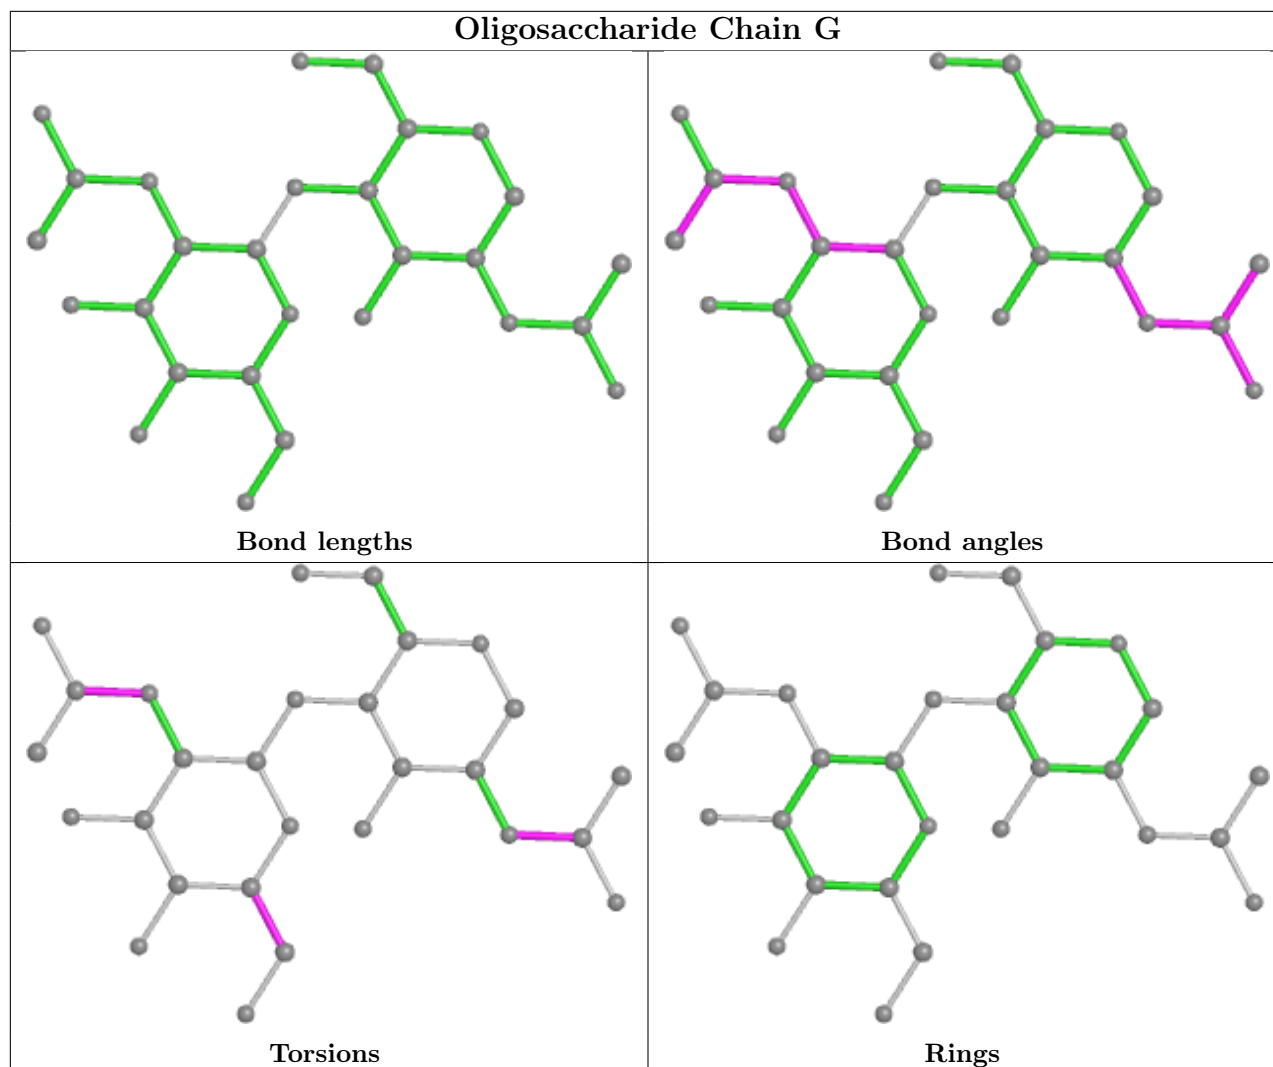 Oligosaccharide Chain G
Bond lengths
Bond angles
Torsions
Rings